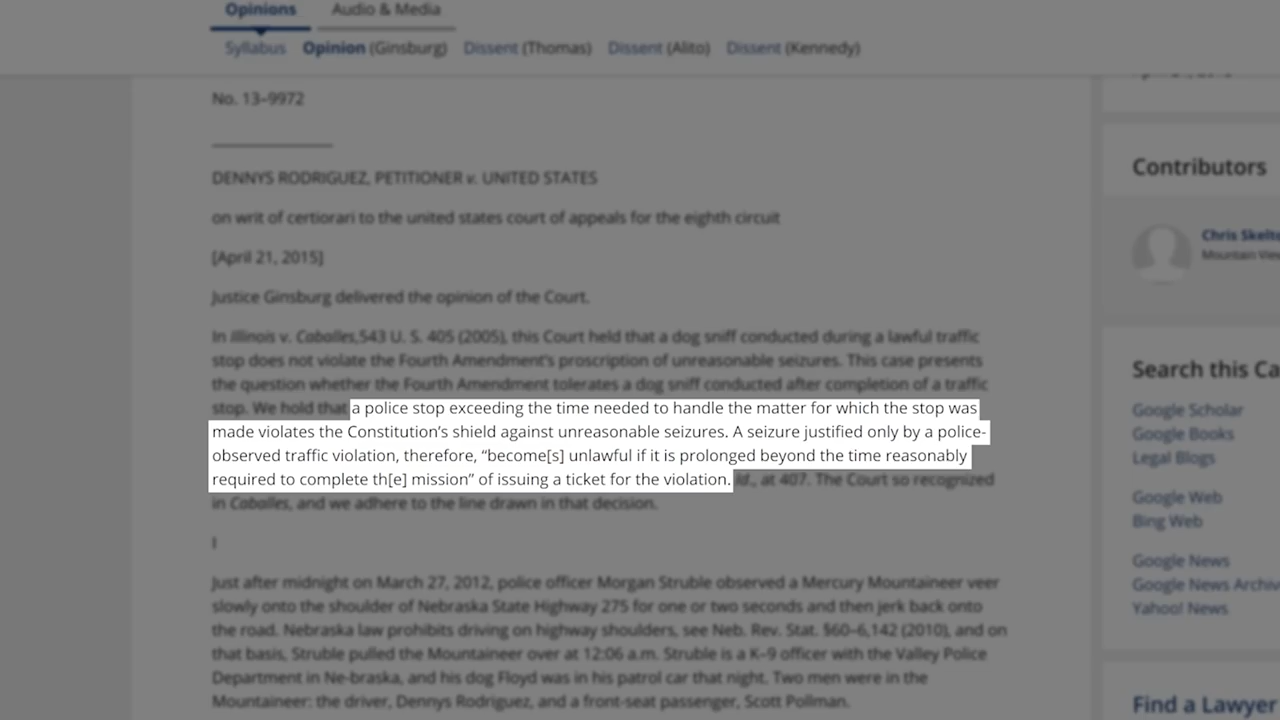 Opinions Audio & Media
Syllabus Opinion (Ginsburg) Dissent (Thomas) Dissent (Alito) Dissent (Kennedy)
No. 13–9972
DENNYS RODRIGUEZ, PETITIONER v. UNITED STATES
on writ of certiorari to the united states court of appeals for the eighth circuit
[April 21, 2015]
Justice Ginsburg delivered the opinion of the Court.
In Illinois v. Caballes,543 U. S. 405 (2005), this Court held that a dog sniff conducted during a lawful traffic
stop does not violate the Fourth Amendment’s proscription of unreasonable seizures. This case presents
the question whether the Fourth Amendment tolerates a dog sniff conducted after completion of a traffic
stop. We hold that a police stop exceeding the time needed to handle the matter for which the stop was
made violates the Constitution’s shield against unreasonable seizures. A seizure justified only by a police-
observed traffic violation, therefore, “become[s] unlawful if it is prolonged beyond the time reasonably
required to complete th[e] mission” of issuing a ticket for the violation. Id., at 407. The Court so recognized
in Caballes, and we adhere to the line drawn in that decision.
I
Just after midnight on March 27, 2012, police officer Morgan Struble observed a Mercury Mountaineer veer
slowly onto the shoulder of Nebraska State Highway 275 for one or two seconds and then jerk back onto
the road. Nebraska law prohibits driving on highway shoulders, see Neb. Rev. Stat. §60–6,142 (2010), and on
that basis, Struble pulled the Mountaineer over at 12:06 a.m. Struble is a K–9 officer with the Valley Police
Department in Ne-braska, and his dog Floyd was in his patrol car that night. Two men were in the
Mountaineer: the driver, Dennys Rodriguez, and a front-seat passenger, Scott Pollman.
Contributors
Chris Skelto
Mountain View
Search this Ca
Google Scholar
Google Books
Legal Blogs
Google Web
Bing Web
Google News
Google News Archiv
Yahoo! News
Find a Lawyer